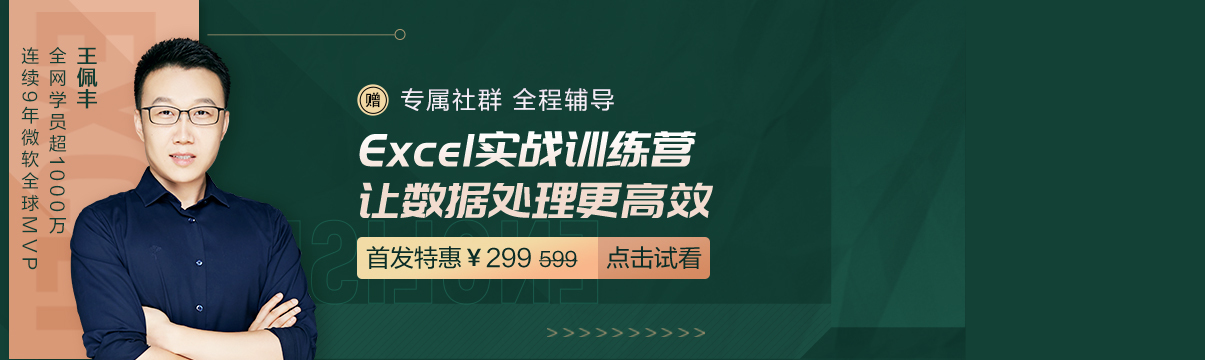 王佩丰
全网学员超1000万
连续9年微软全球MVP
赠 专属社群 全程辅导
Excel实战训练营
让数据处理更高效
首发特惠￥299 599 点击试看
ENGLISH